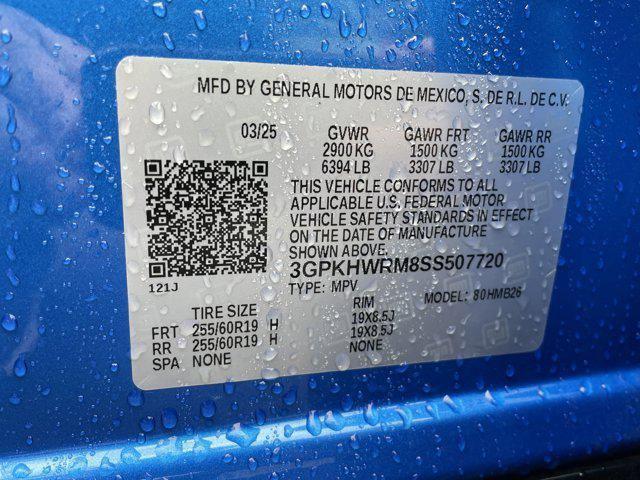 MFD BY GENERAL MOTORS DE MEXICO, S. DE R.L. DE C.V.
03/25 GVWR GAWR FRT GAWR RR
2900 KG 1500 KG 1500 KG
6394 LB 3307 LB 3307 LB
THIS VEHICLE CONFORMS TO ALL
APPLICABLE U.S. FEDERAL MOTOR
VEHICLE SAFETY STANDARDS IN EFFECT
ON THE DATE OF MANUFACTURE
SHOWN ABOVE.
3GPKHWRM8SS507720
121J TYPE: MPV MODEL: 80HMB26
TIRE SIZE RIM
FRT 255/60R19 H 19X8.5J
RR 255/60R19 H 19X8.5J
SPA NONE NONE